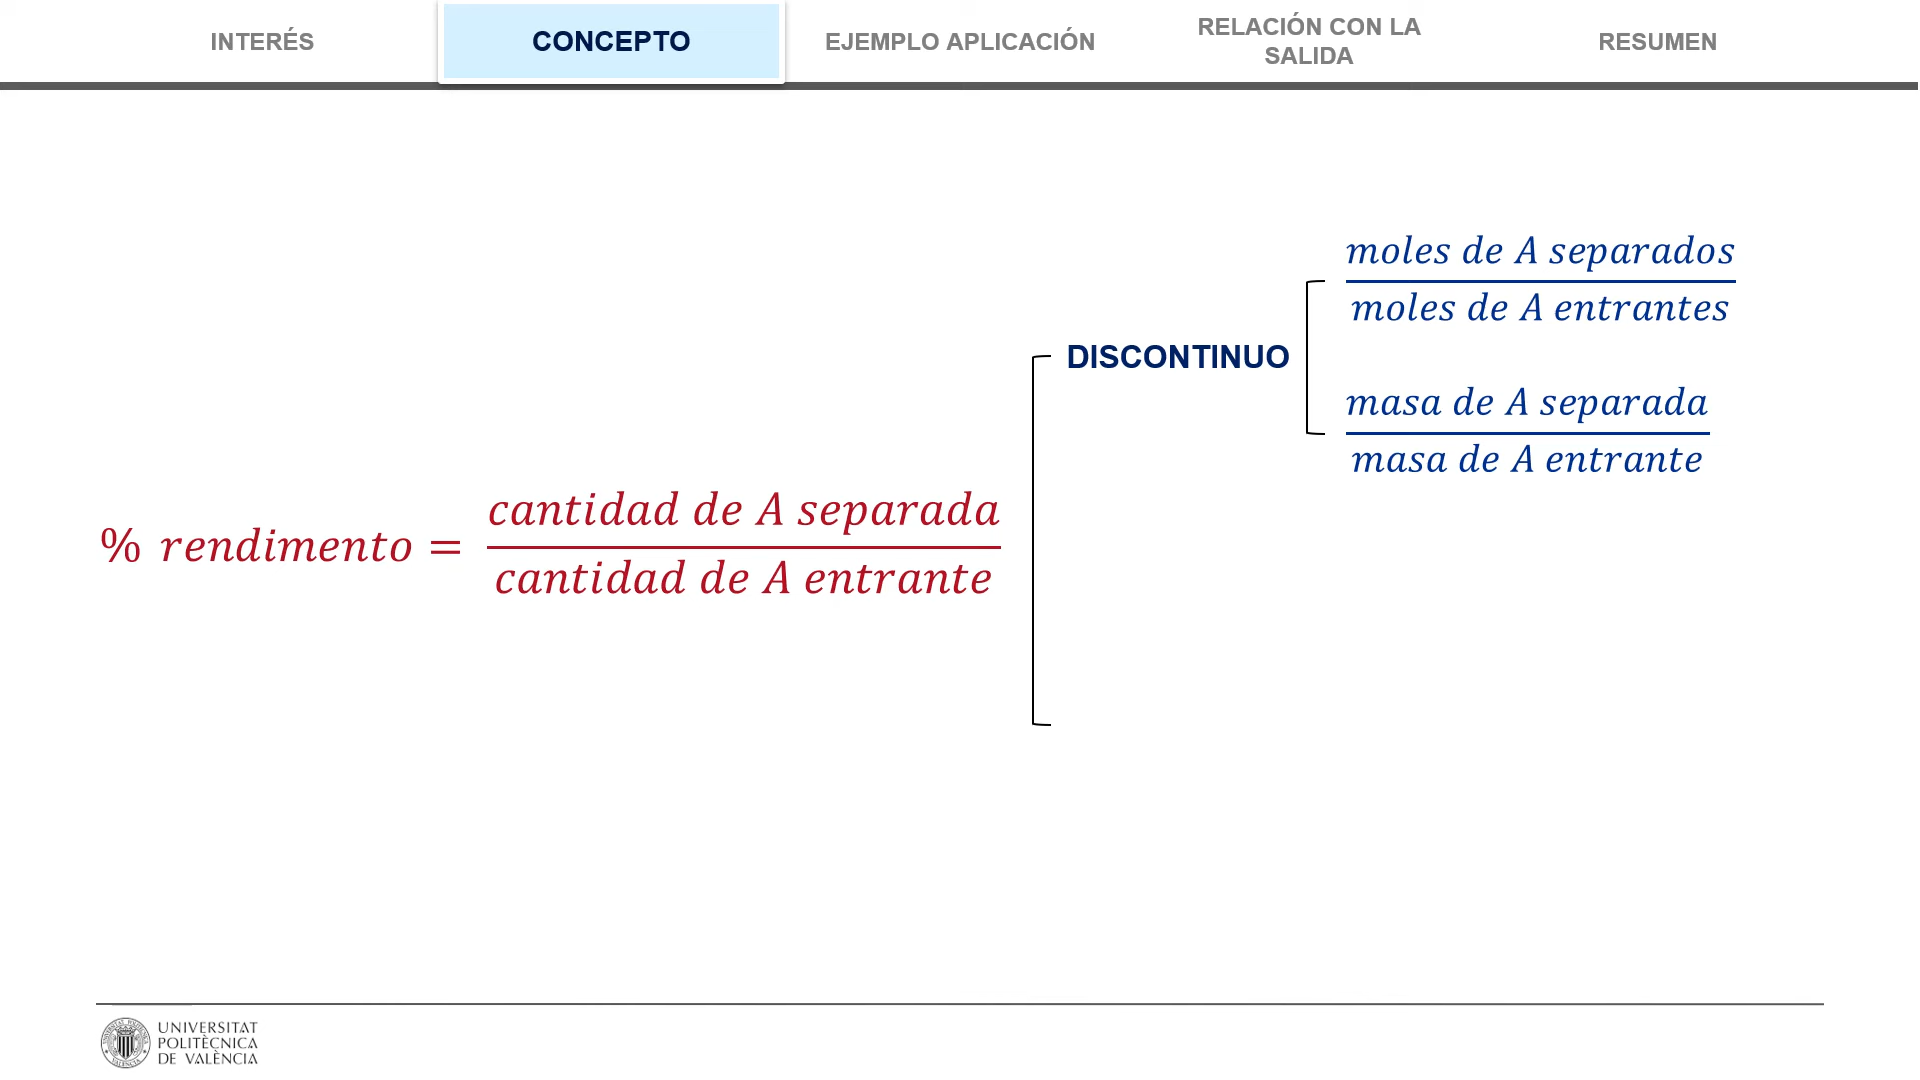 INTERÉS
CONCEPTO
EJEMPLO APLICACIÓN
RELACIÓN CON LA
SALIDA
RESUMEN
moles de A separados
moles de A entrantes
DISCONTINUO
masa de A separada
masa de A entrante
% rendimento =
cantidad de A separada
cantidad de A entrante
UNIVERSITAT
POLITÈCNICA
DE VALÈNCIA